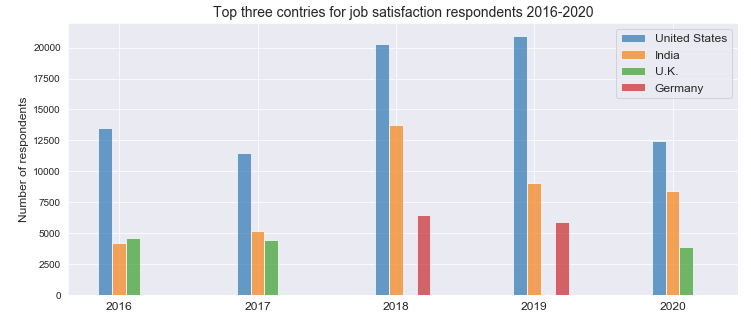 Top three contries for job satisfaction respondents 2016-2020
United States
India
U.K.
Germany
Number of respondents
20000
17500
15000
12500
10000
7500
5000
2500
0
2016 2017 2018 2019 2020